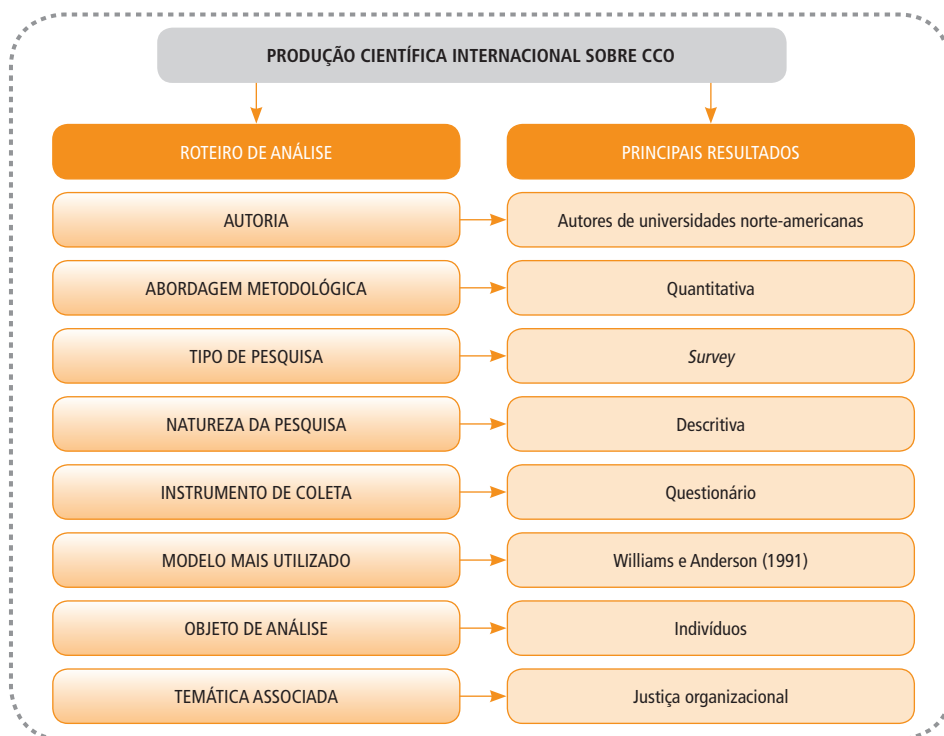 PRODUÇÃO CIENTÍFICA INTERNACIONAL SOBRE CCO
ROTEIRO DE ANÁLISE
PRINCIPAIS RESULTADOS
AUTORIA
Autores de universidades norte-americanas
ABORDAGEM METODOLÓGICA
Quantitativa
TIPO DE PESQUISA
Survey
NATUREZA DA PESQUISA
Descritiva
INSTRUMENTO DE COLETA
Questionário
MODELO MAIS UTILIZADO
Williams e Anderson (1991)
OBJETO DE ANÁLISE
Indivíduos
TEMÁTICA ASSOCIADA
Justiça organizacional